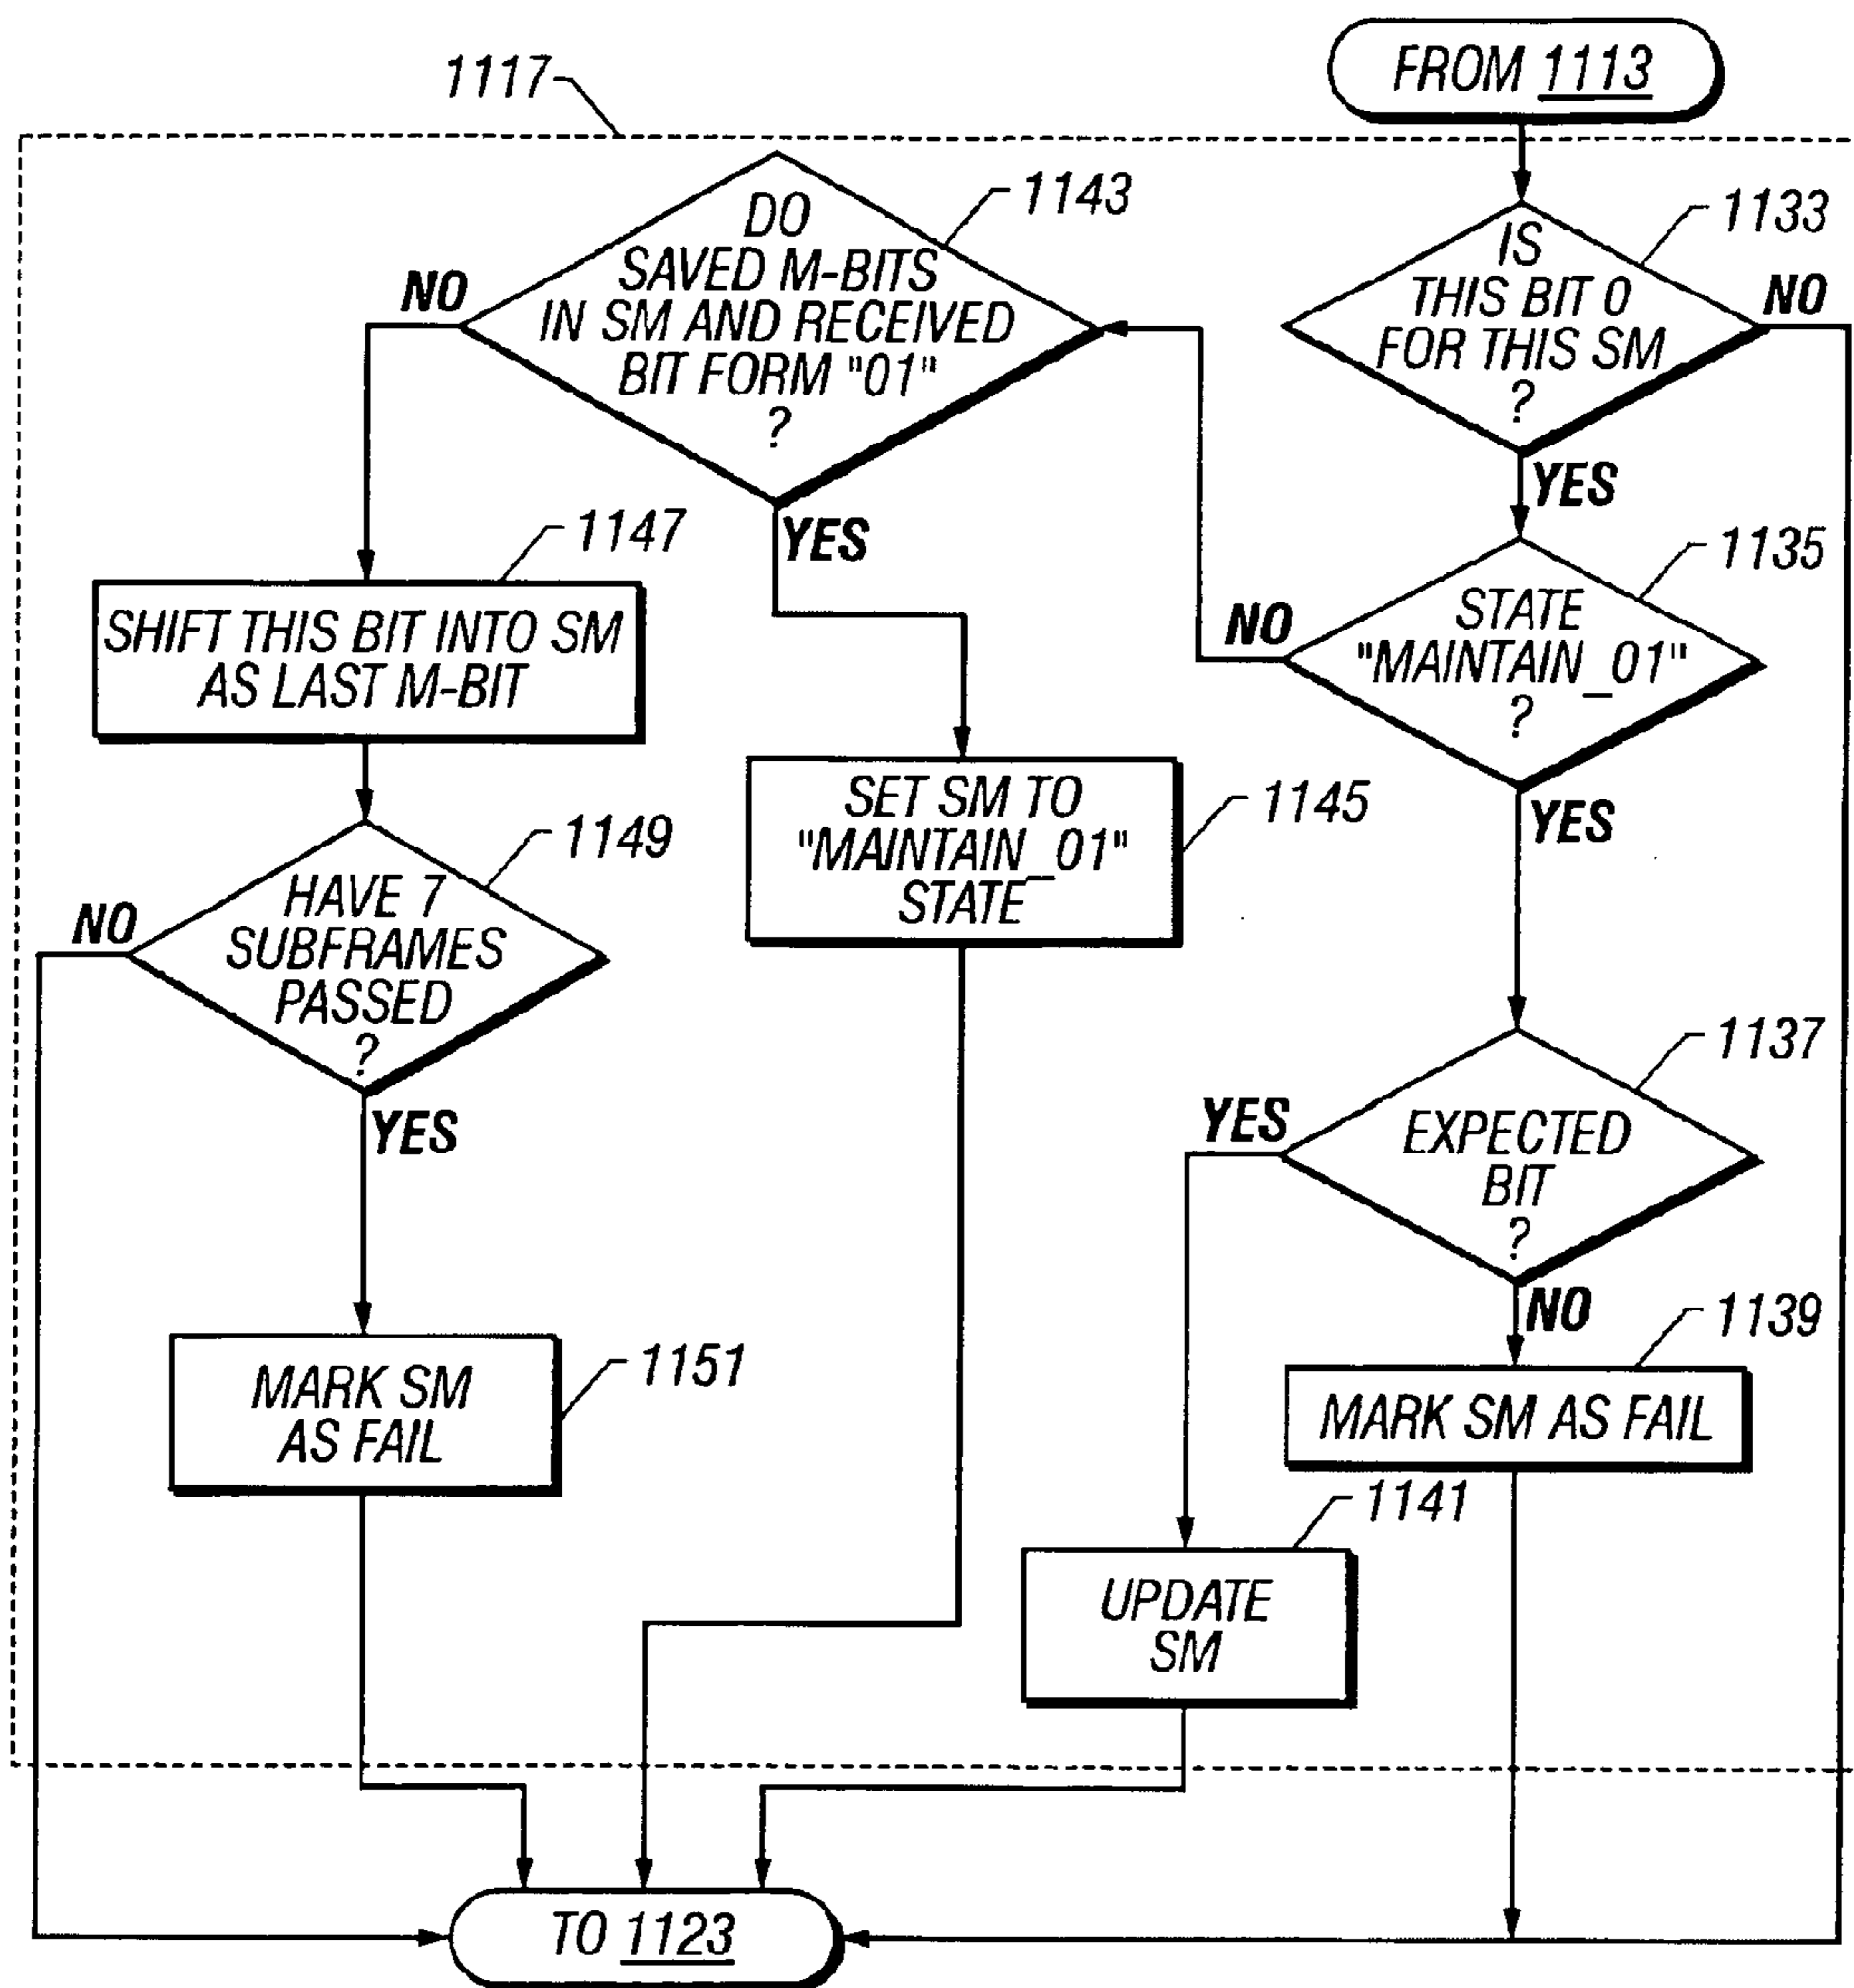 FROM 1113
1117
1133
IS
THIS BIT 0
FOR THIS SM
?
NO
YES
1135
STATE
"MAINTAIN_01"
?
NO
YES
1143
DO
SAVED M-BITS
IN SM AND RECEIVED
BIT FORM "01"
?
NO
YES
1147
SHIFT THIS BIT INTO SM
AS LAST M-BIT
1149
HAVE 7
SUBFRAMES
PASSED
?
NO
YES
1151
MARK SM
AS FAIL
SET SM TO
"MAINTAIN_01"
STATE
1145
1137
EXPECTED
BIT
?
YES
NO
1139
MARK SM AS FAIL
1141
UPDATE
SM
TO 1123